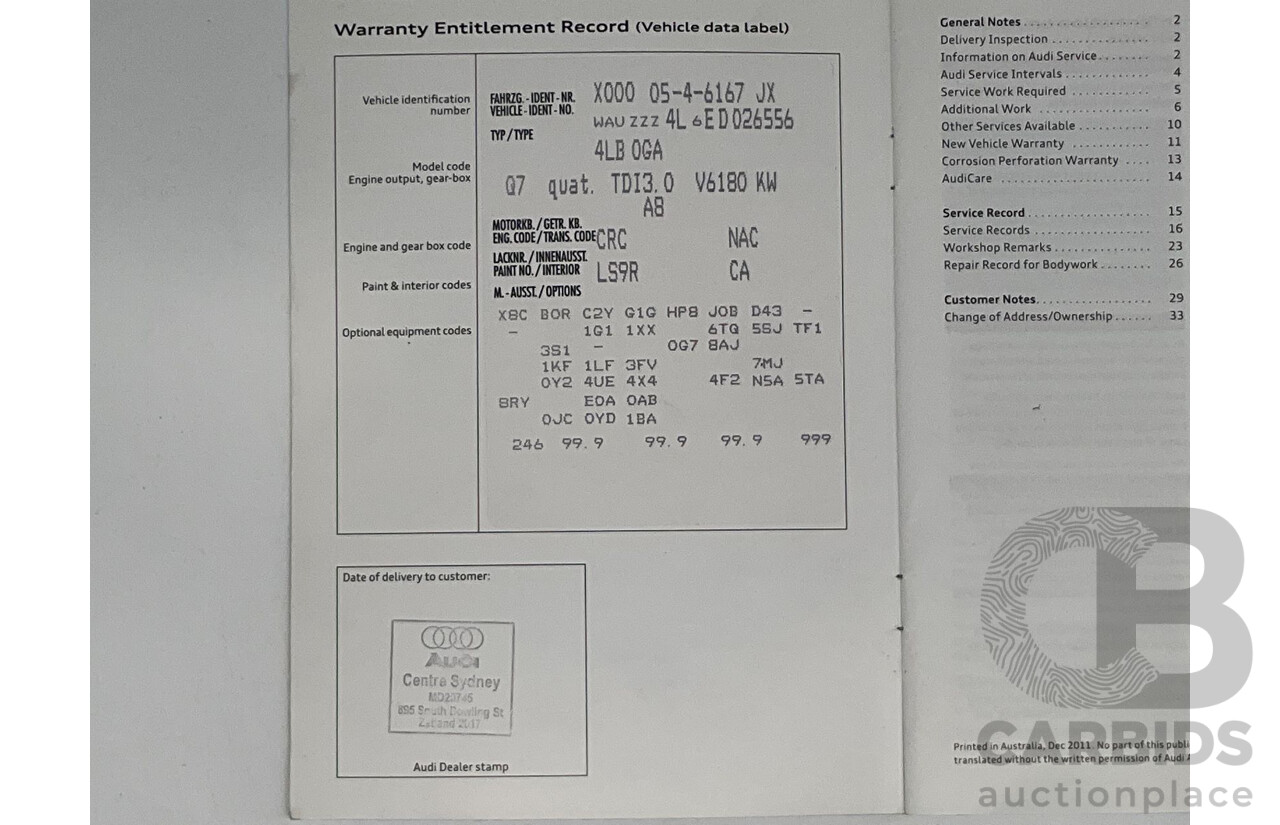 Warranty Entitlement Record (Vehicle data label)
Vehicle identification
number
FAHRZG.-IDENT-NR.
VEHICLE-IDENT-NO.
X000 05-4-6167 JX
WAUZZZ4L6ED026556
TYP/TYPE
4LB 0GA
Model code
Engine output, gear-box
Q7 quat. TDI3.0 V6180 KW
A8
MOTORKB./GETR. KB.
ENG. CODE/TRANS. CODE
CRC NAC
Engine and gear box code
LACKNR./INNENAUSST.
PAINT NO./INTERIOR
LS9R CA
Paint & interior codes
M.-AUSST./OPTIONS
Optional equipment codes
X8C B0R C2Y G1G HP8 J0B D43 -
- 1G1 1XX 6TQ 5SJ TF1
3S1 - 0G7 8AJ
1KF 1LF 3FV 7MJ
0Y2 4UE 4X4 4F2 N5A 5TA
8RY E0A 0AB
0JC 0YD 1BA
246 99.9 99.9 99.9 999
Date of delivery to customer:
Audi
Centre Sydney
895 South Dowling St
Audi Dealer stamp
General Notes 2
Delivery Inspection 2
Information on Audi Service 2
Audi Service Intervals 4
Service Work Required 5
Additional Work 6
Other Services Available 10
New Vehicle Warranty 11
Corrosion Perforation Warranty 13
AudiCare 14
Service Record 15
Service Records 16
Workshop Remarks 23
Repair Record for Bodywork 26
Customer Notes 29
Change of Address/Ownership 33
Printed in Australia, Dec 2011. No part of this publi
translated without the written permission of Audi A
CB
CARBIDS
auctionplace